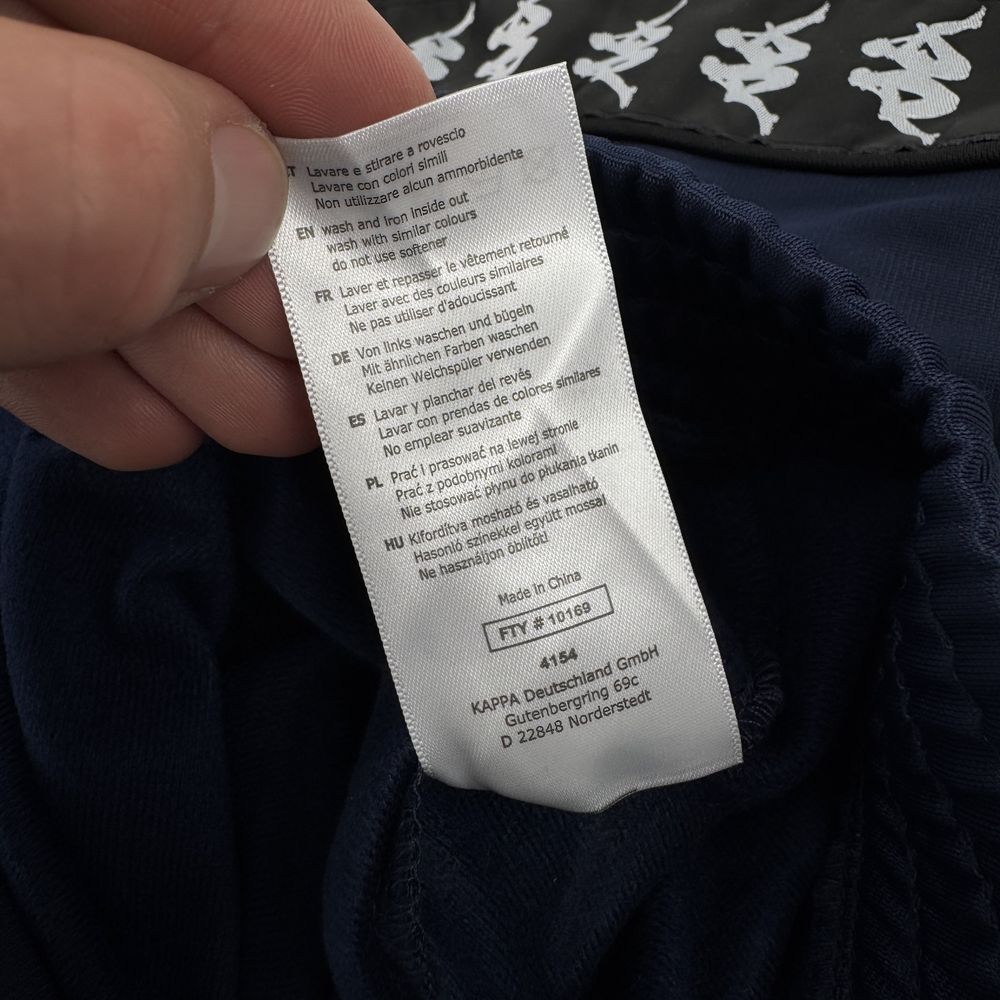 IT Lavare e stirare a rovescio
Lavare con colori simili
Non utilizzare alcun ammorbidente
EN wash and iron inside out
wash with similar colours
do not use softener
FR Laver et repasser le vêtement retourné
Laver avec des couleurs similaires
Ne pas utiliser d'adoucissant
DE Von links waschen und bügeln
Mit ähnlichen Farben waschen
Keinen Weichspüler verwenden
ES Lavar y planchar del revés
Lavar con prendas de colores similares
No emplear suavizante
PL Prać i prasować na lewej stronie
Prać z podobnymi kolorami
Nie stosować płynu do płukania tkanin
HU Kifordítva mosható és vasalható
Hasonló színekkel együtt mossa!
Ne használjon öblítőt!
Made in China
FTY # 10169
4154
KAPPA Deutschland GmbH
Gutenbergring 69c
D 22848 Norderstedt